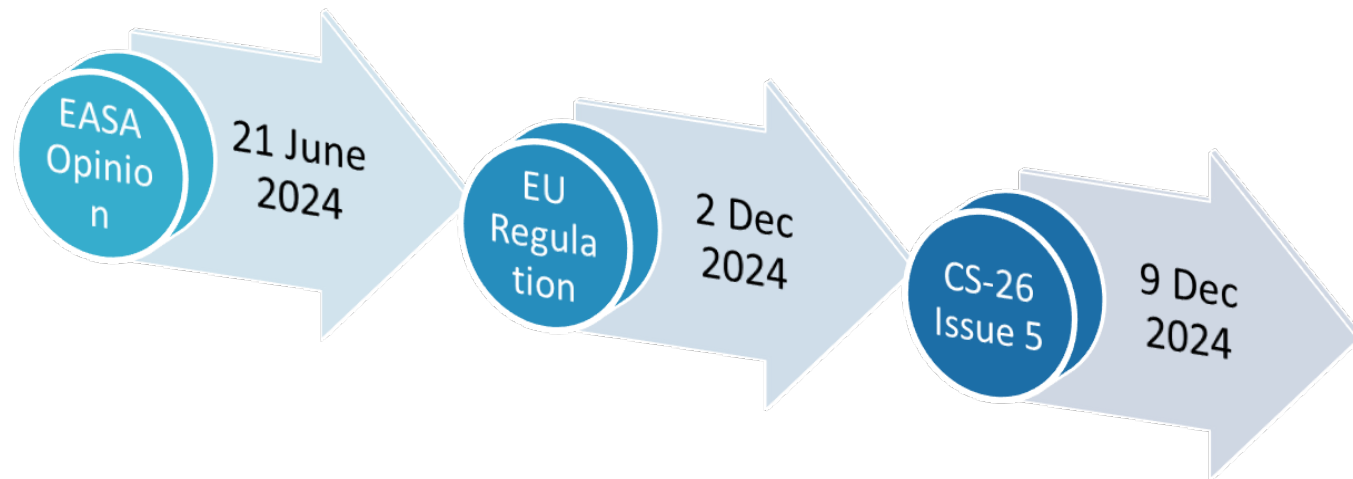 EASA
Opinio
n
21 June
2024
EU
Regula
tion
2 Dec
2024
CS-26
Issue 5
9 Dec
2024